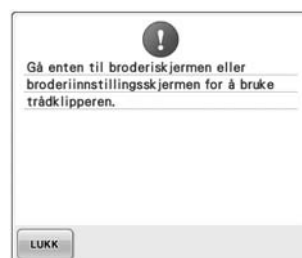 Gå enten til broderiskjermen eller
broderiinnstillingsskjermen for å bruke
trådklipperen.
LUKK